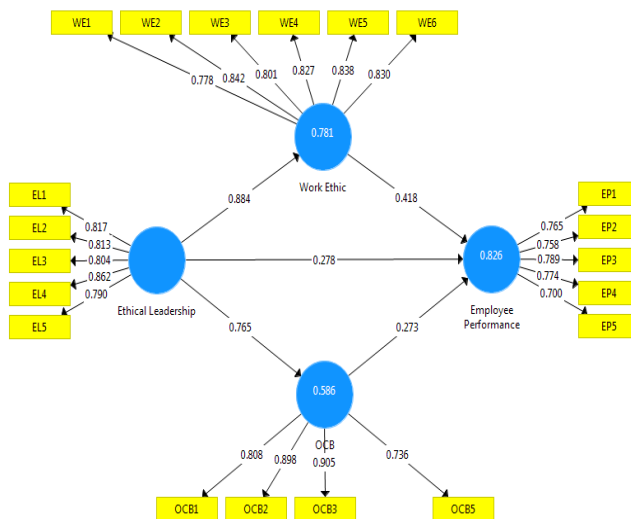 WE1 WE2 WE3 WE4 WE5 WE6
0.778 0.842 0.801 0.827 0.838 0.830
0.781
Work Ethic
EL1
EL2
EL3
EL4
EL5
0.817
0.813
0.804
0.862
0.790
Ethical Leadership
0.884
0.418
0.278
0.765
0.273
0.826
Employee
Performance
0.765
0.758
0.789
0.774
0.700
EP1
EP2
EP3
EP4
EP5
0.586
OCB
0.808 0.898 0.905 0.736
OCB1 OCB2 OCB3 OCB5